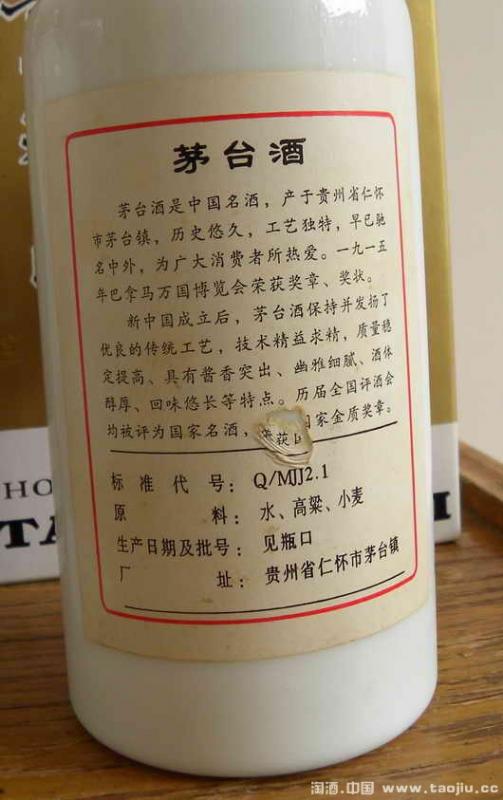 茅台酒
茅台酒是中国名酒，产于贵州省仁怀
市茅台镇，历史悠久，工艺独特，早已驰
名中外，为广大消费者所热爱。一九一五
年巴拿马万国博览会荣获奖章、奖状。
新中国成立后，茅台酒保持并发扬了
优良的传统工艺，技术精益求精，质量稳
定提高、具有酱香突出、幽雅细腻、酒体
醇厚、回味悠长等特点。历届全国评酒会
均被评为国家名酒，荣获国家金质奖章。
标准代号：Q/MJJ2.1
原料：水、高粱、小麦
生产日期及批号：见瓶口
厂址：贵州省仁怀市茅台镇
HO
TA
淘酒.中国 www.taojiu.cc